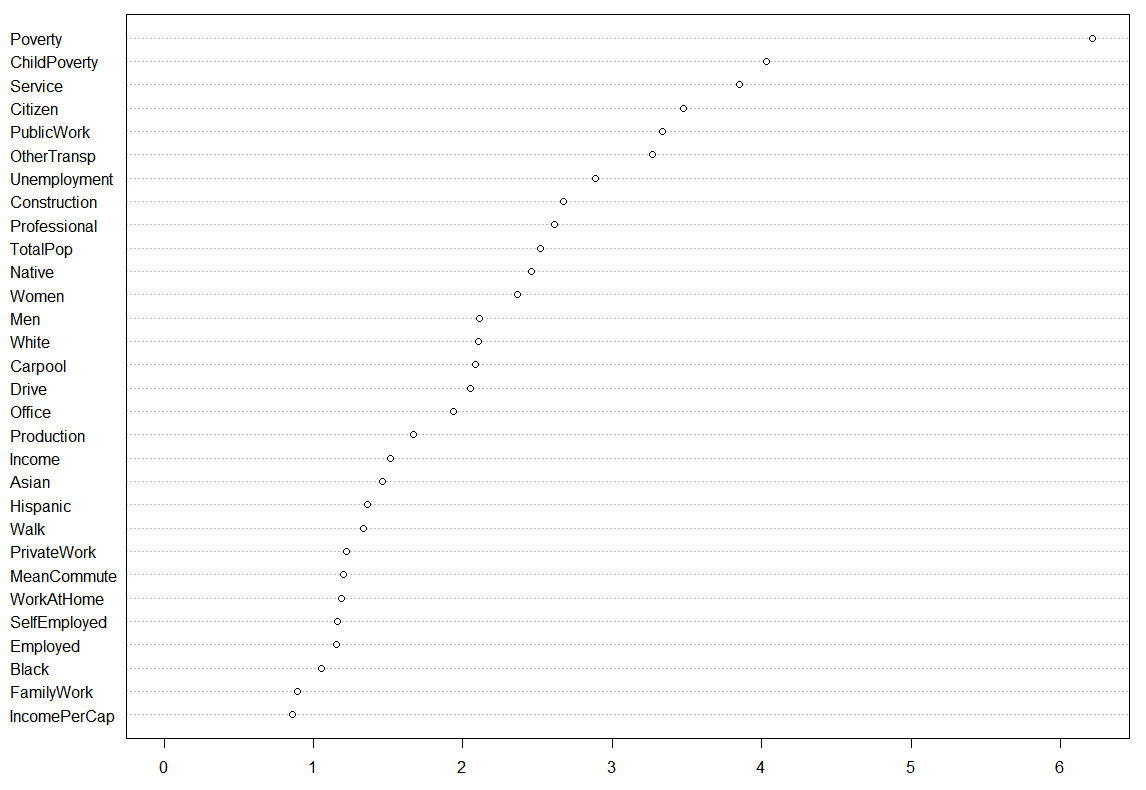 Poverty
ChildPoverty
Service
Citizen
PublicWork
OtherTransp
Unemployment
Construction
Professional
TotalPop
Native
Women
Men
White
Carpool
Drive
Office
Production
Income
Asian
Hispanic
Walk
PrivateWork
MeanCommute
WorkAtHome
SelfEmployed
Employed
Black
FamilyWork
IncomePerCap
0 1 2 3 4 5 6